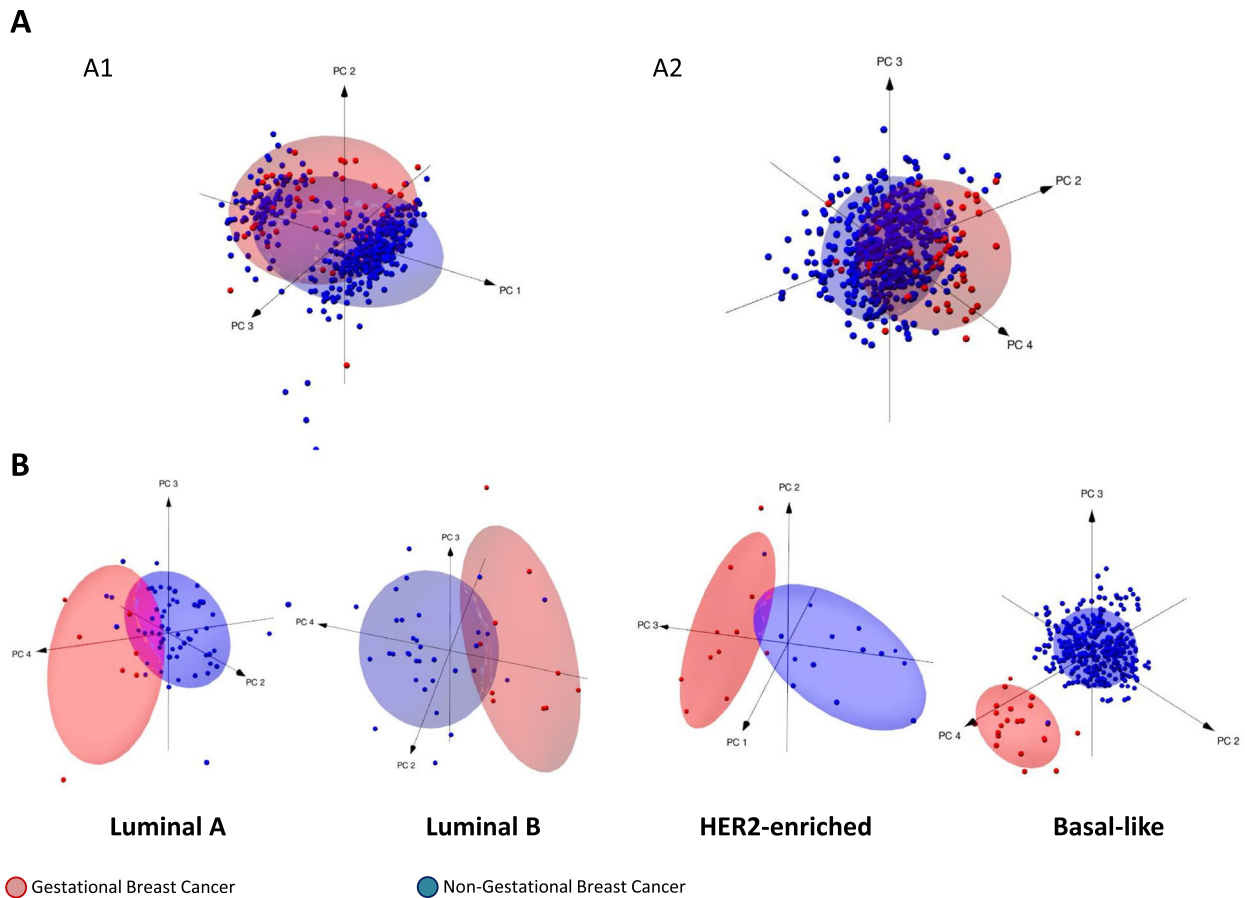 A
A1
A2
PC 2
PC 1
PC 3
PC 3
PC 2
PC 4
B
PC 3
PC 4
PC 2
PC 3
PC 4
PC 2
PC 2
PC 3
PC 1
PC 3
PC 4
PC 2
Luminal A
Luminal B
HER2-enriched
Basal-like
Gestational Breast Cancer
Non-Gestational Breast Cancer